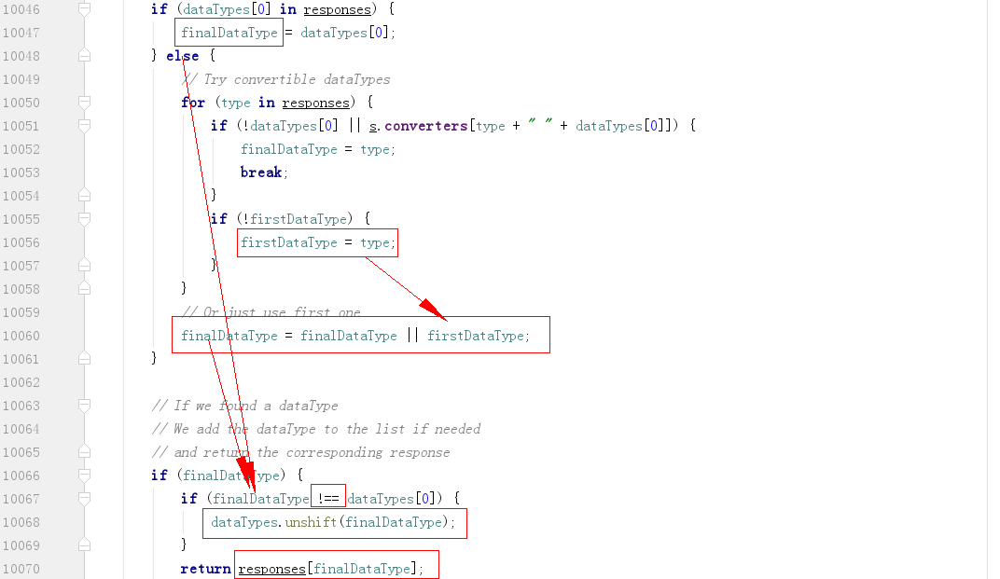 10046 if (dataTypes[0] in responses) {
10047 finalDataType = dataTypes[0];
10048 } else {
10049 // Try convertible dataTypes
10050 for (type in responses) {
10051 if (!dataTypes[0] || s.converters[type + " " + dataTypes[0]]) {
10052 finalDataType = type;
10053 break;
10054 }
10055 if (!firstDataType) {
10056 firstDataType = type;
10057 }
10058 }
10059 // Or just use first one
10060 finalDataType = finalDataType || firstDataType;
10061 }
10062
10063 // If we found a dataType
10064 // We add the dataType to the list if needed
10065 // and return the corresponding response
10066 if (finalDataType) {
10067 if (finalDataType !== dataTypes[0]) {
10068 dataTypes.unshift(finalDataType);
10069 }
10070 return responses[finalDataType];